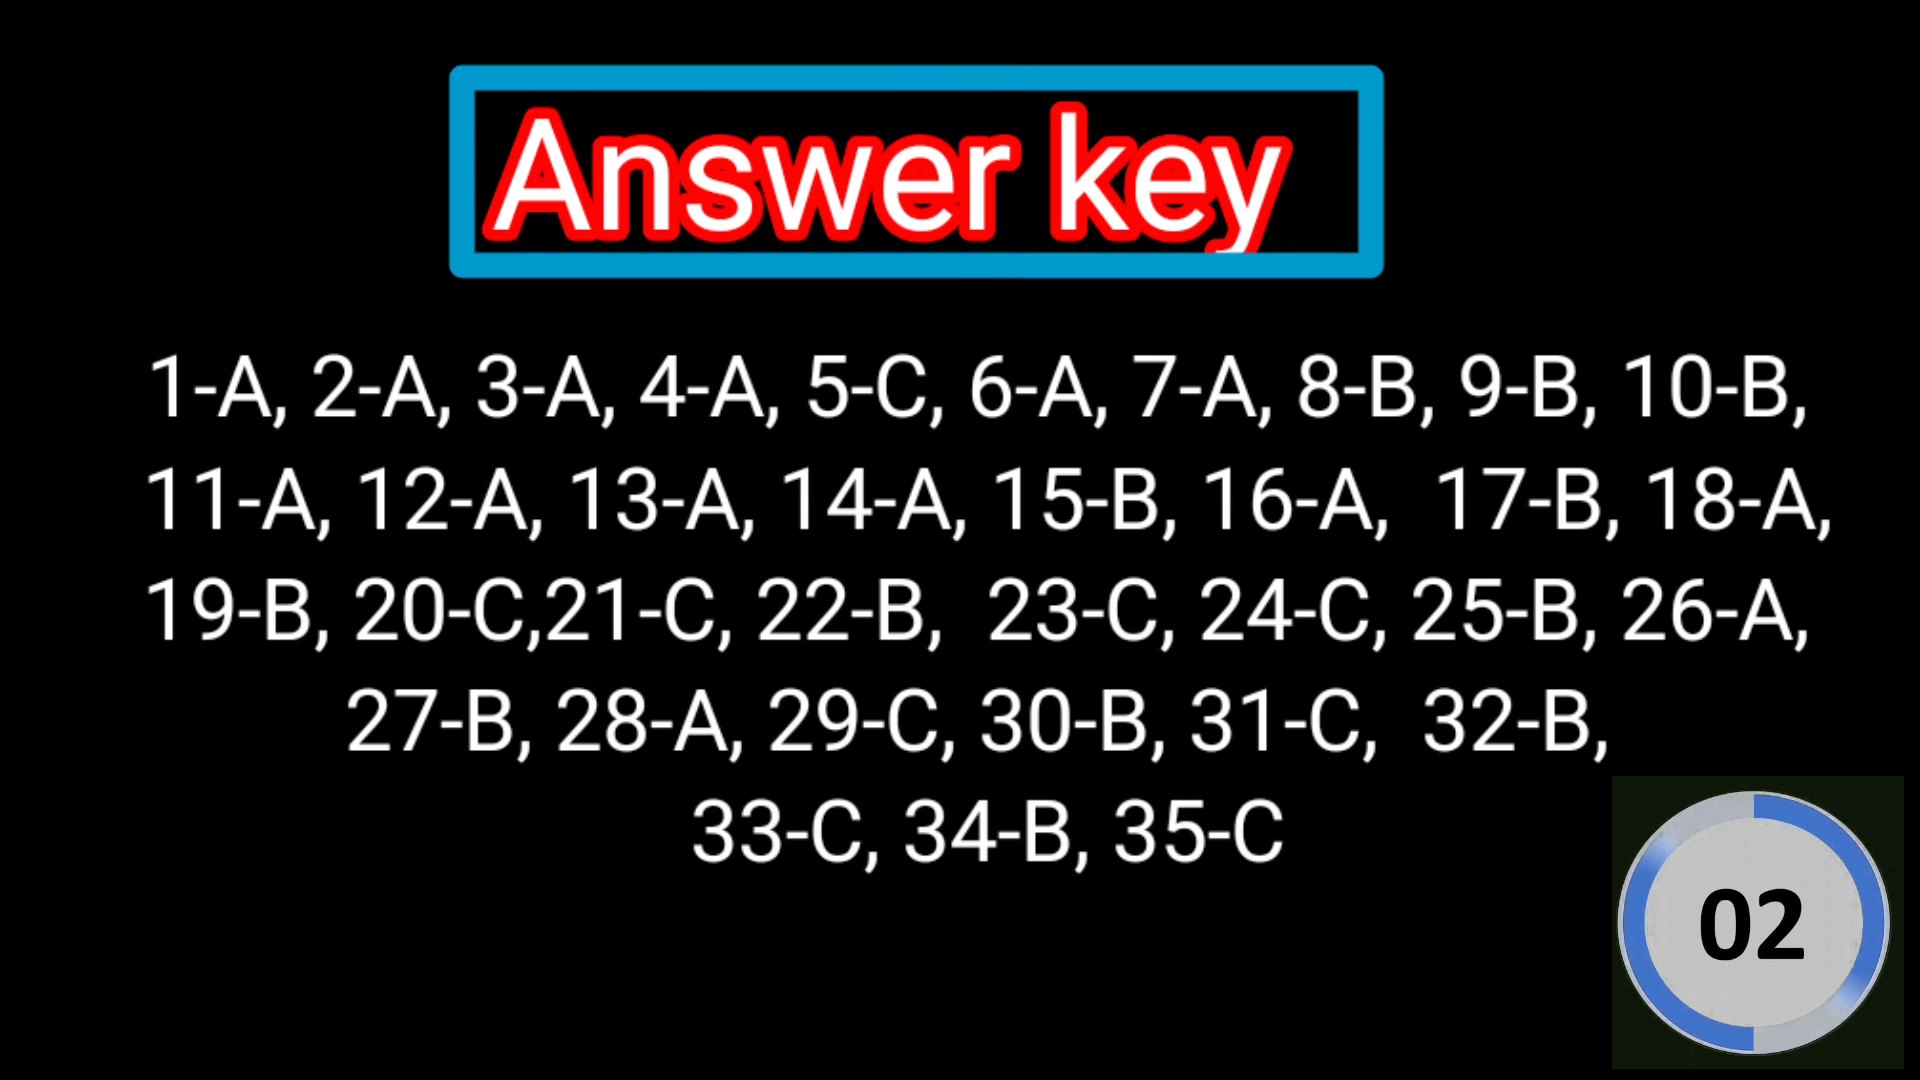 Answer key
1-A, 2-A, 3-A, 4-A, 5-C, 6-A, 7-A, 8-B, 9-B, 10-B,
11-A, 12-A, 13-A, 14-A, 15-B, 16-A,  17-B, 18-A,
19-B, 20-C,21-C, 22-B,  23-C, 24-C, 25-B, 26-A,
27-B, 28-A, 29-C, 30-B, 31-C,  32-B,
33-C, 34-B, 35-C
02